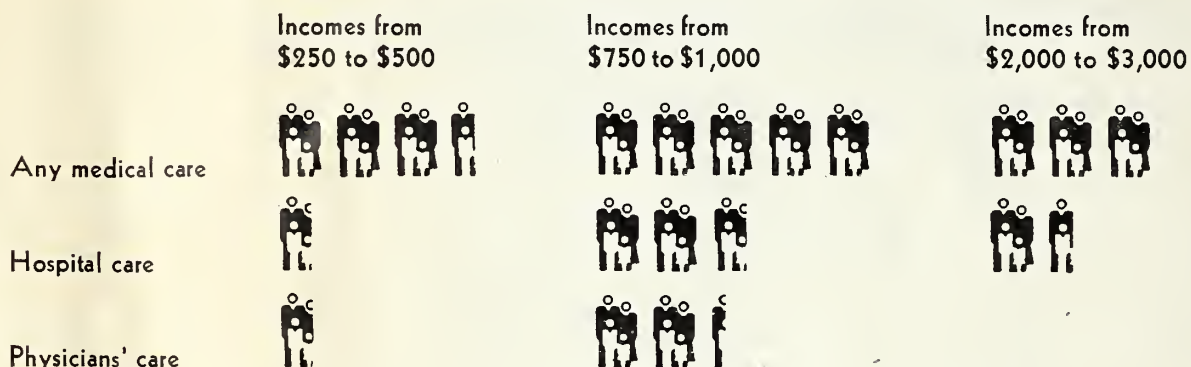 Incomes from
$250 to $500
Incomes from
$750 to $1,000
Incomes from
$2,000 to $3,000
Any medical care
Hospital care
Physicians' care